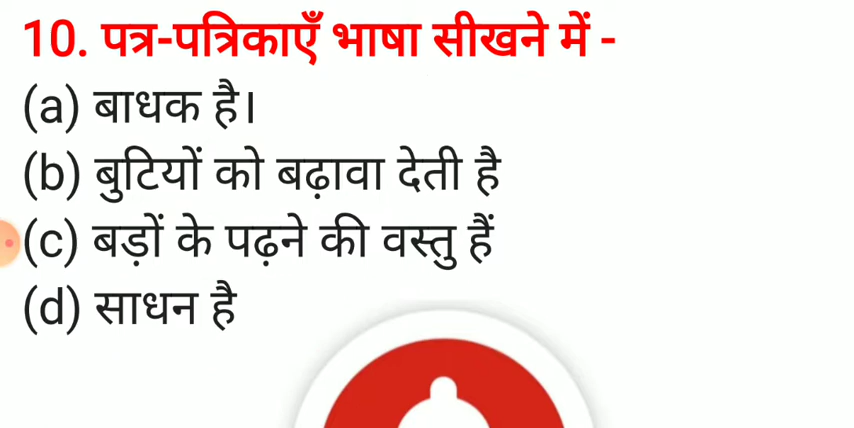 10. पत्र-पत्रिकाएँ भाषा सीखने में -
(a) बाधक है।
(b) बुटियों को बढ़ावा देती है
(c) बड़ों के पढ़ने की वस्तु हैं
(d) साधन है